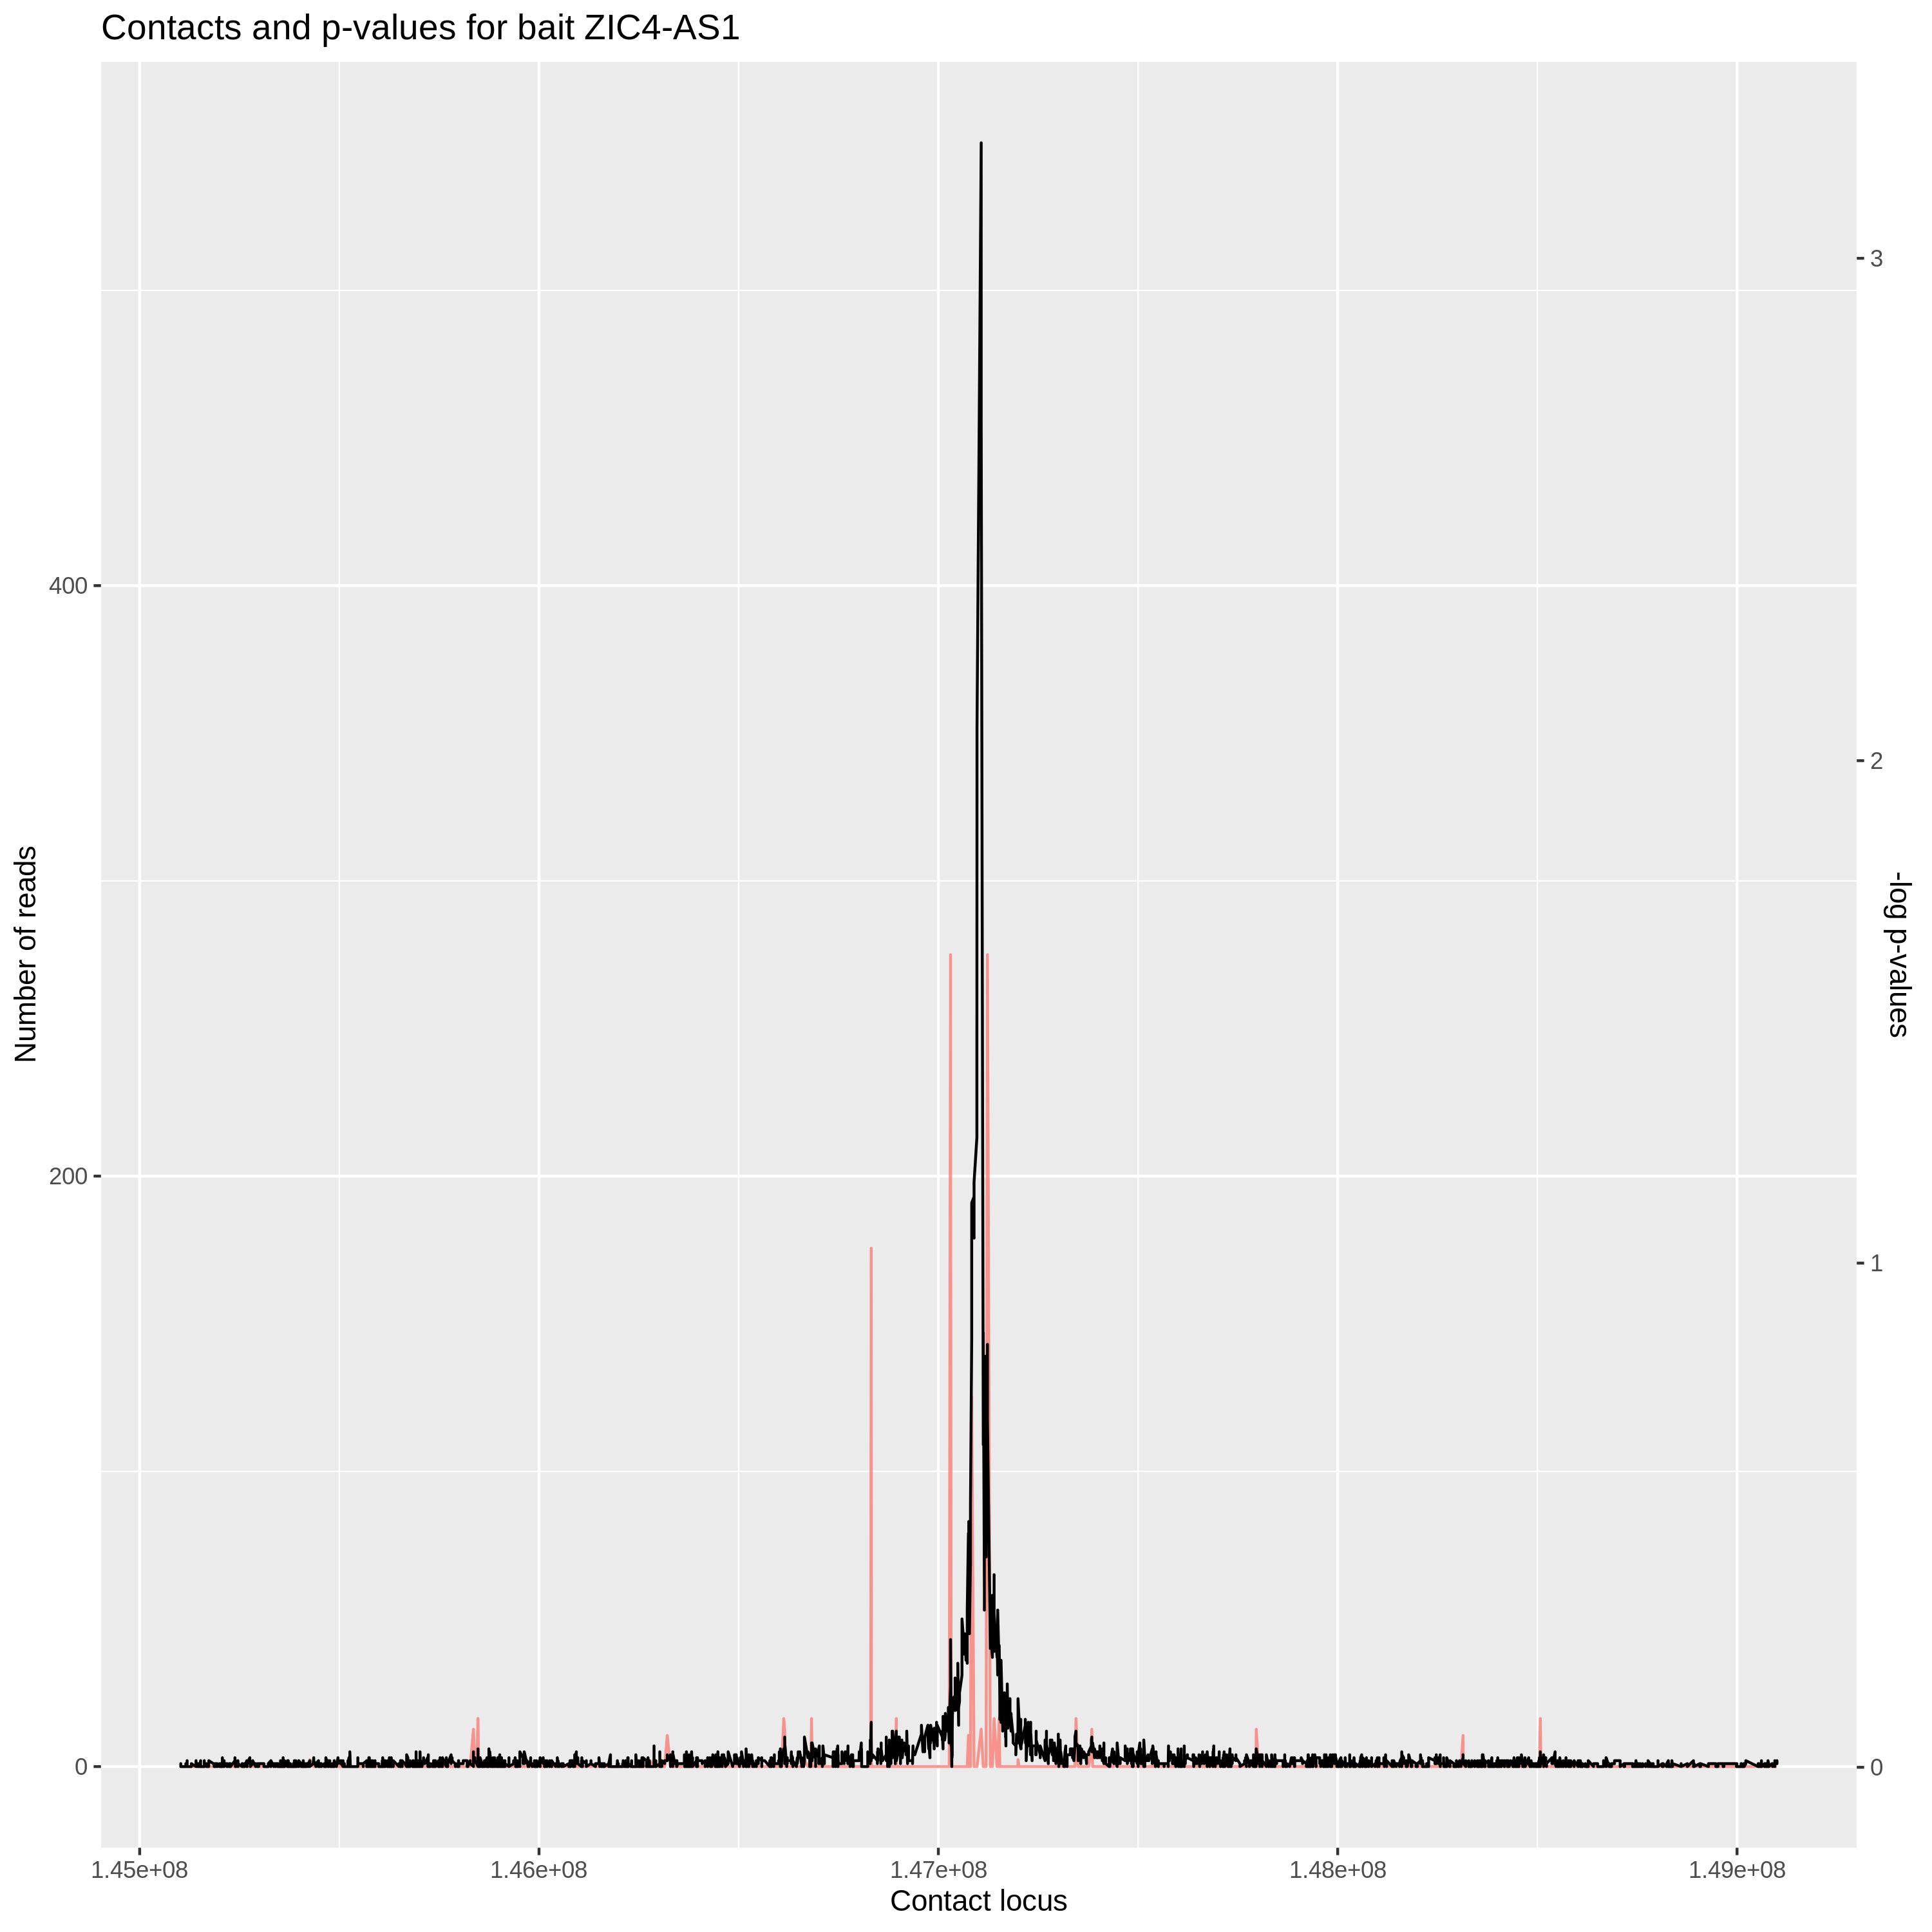 Contacts and p-values for bait ZIC4-AS1
Number of reads
400
200
0
3
2
1
0
-log p-values
1.45e+08 1.46e+08 1.47e+08 1.48e+08 1.49e+08
Contact locus